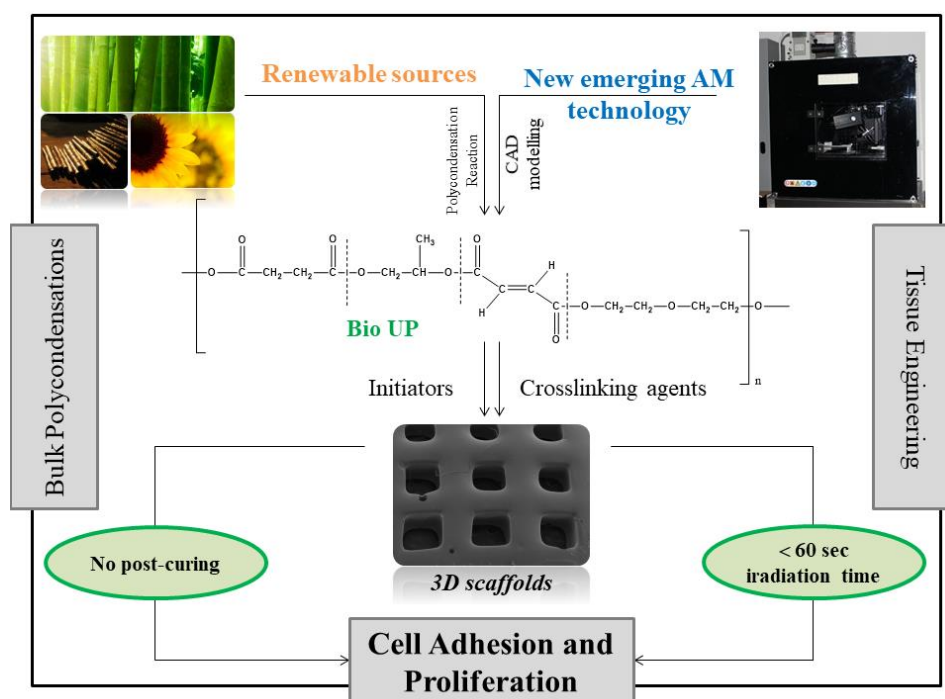 Renewable sources
New emerging AM
technology
Polycondensation
Reaction
CAD
modelling
Bulk Polycondensations
Tissue Engineering
O O CH₃ O
O—C—CH₂—CH₂—C—O—CH₂—CH—O—C H
H C—O—CH₂—CH₂—O—CH₂—CH₂—O
O
n
Bio UP
Initiators
Crosslinking agents
No post-curing
< 60 sec
irradiation time
3D scaffolds
Cell Adhesion and
Proliferation